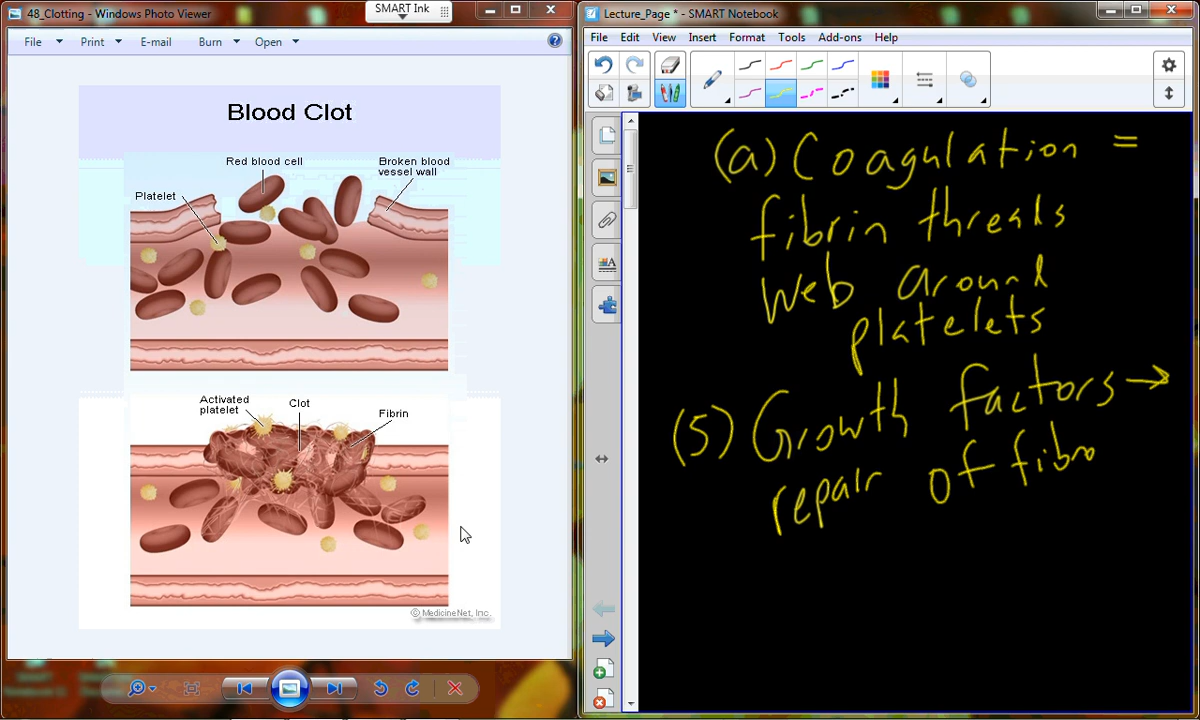 48_Clotting - Windows Photo Viewer
SMART Ink
File Print E-mail Burn Open
Blood Clot
Red blood cell
Broken blood
vessel wall
Platelet
Activated
platelet
Clot
Fibrin
© MedicineNet, Inc.
Lecture_Page * - SMART Notebook
File Edit View Insert Format Tools Add-ons Help
(a) Coagulation =
fibrin threads
web around
platelets
(5) Growth factors →
repair of fibro